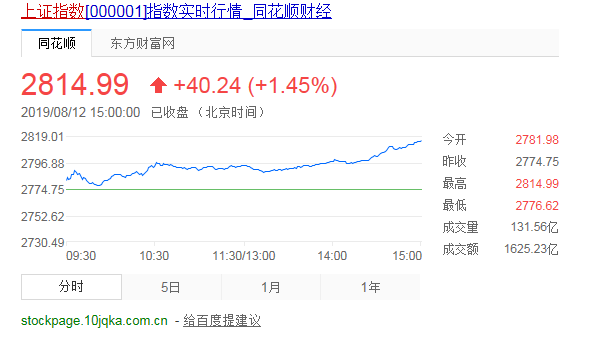 上证指数[000001]指数实时行情_同花顺财经
同花顺 东方财富网
2814.99 +40.24 (+1.45%)
2019/08/12 15:00:00 已收盘 （北京时间）
2819.01
2796.88
2774.75
2752.62
2730.49
09:30 10:30 11:30/13:00 14:00 15:00
今开 2781.98
昨收 2774.75
最高 2814.99
最低 2776.62
成交量 131.56亿
成交额 1625.23亿
分时 5日 1月 1年
stockpage.10jqka.com.cn - 给百度提建议